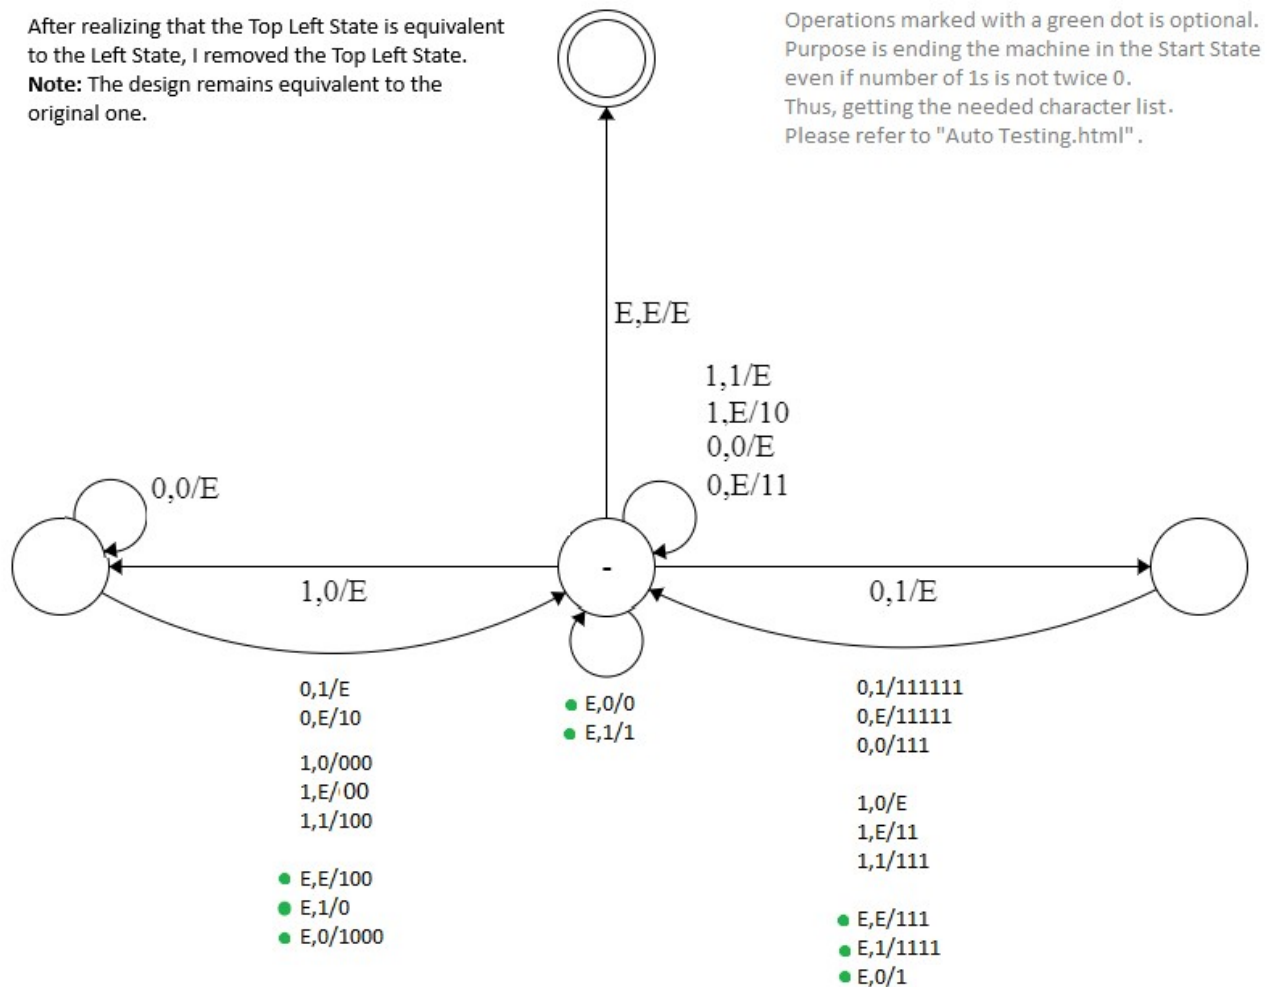 After realizing that the Top Left State is equivalent
to the Left State, I removed the Top Left State.
Note: The design remains equivalent to the
original one.
Operations marked with a green dot is optional.
Purpose is ending the machine in the Start State
even if number of 1s is not twice 0.
Thus, getting the needed character list.
Please refer to "Auto Testing.html".
E,E/E
1,1/E
1,E/10
0,0/E
0,E/11
0,0/E
-
1,0/E
0,1/E
0,1/E
0,E/10
1,0/000
1,E/00
1,1/100
E,E/100
E,1/0
E,0/1000
E,0/0
E,1/1
0,1/111111
0,E/11111
0,0/111
1,0/E
1,E/11
1,1/111
E,E/111
E,1/1111
E,0/1